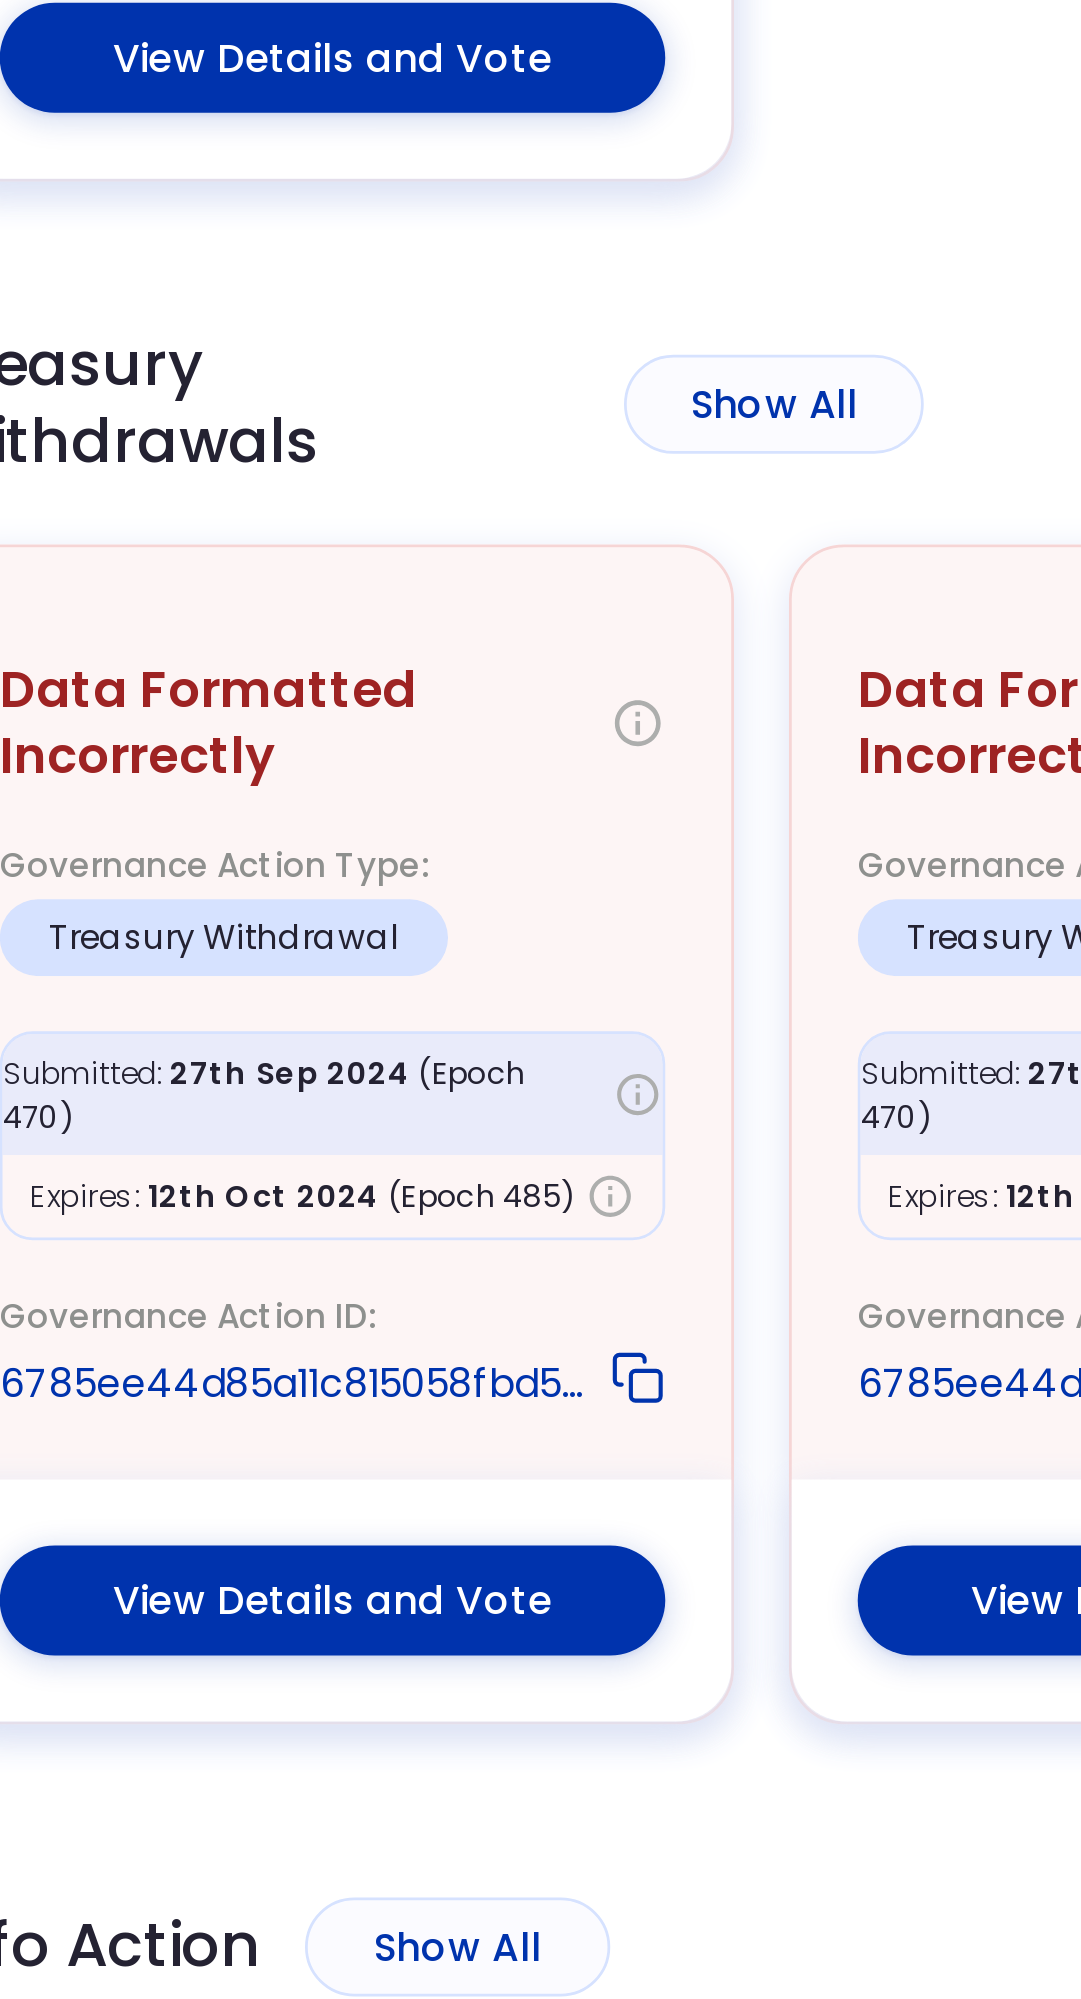 View Details and Vote
easury
ithdrawals
Show All
Data Formatted
Incorrectly
Governance Action Type:
Treasury Withdrawal
Submitted: 27th Sep 2024 (Epoch
470)
Expires: 12th Oct 2024 (Epoch 485)
Governance Action ID:
6785ee44d85a11c815058fbd5...
View Details and Vote
Data For
Incorrect
Governance A
Treasury W
Submitted: 27t
470)
Expires: 12th
Governance A
6785ee44d
View
fo Action
Show All